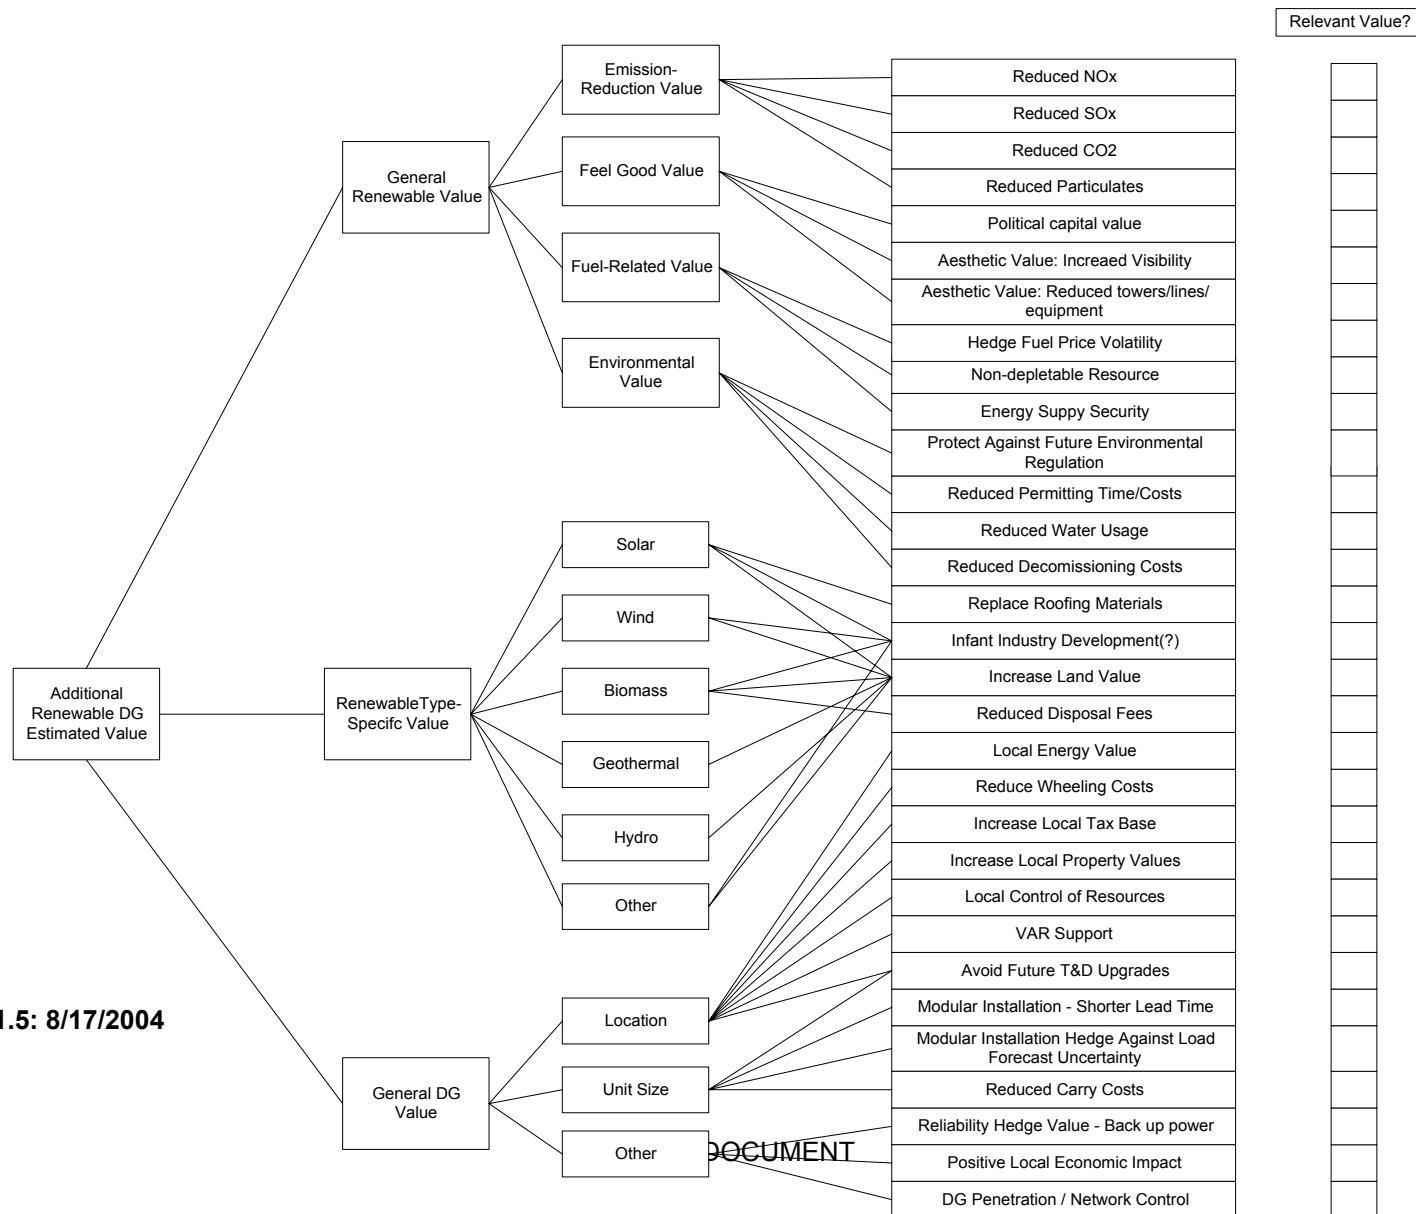 Relevant Value?
Emission-
Reduction Value
Feel Good Value
Fuel-Related Value
Environmental
Value
General
Renewable Value
Reduced NOx
Reduced SOx
Reduced CO2
Reduced Particulates
Political capital value
Aesthetic Value: Increaed Visibility
Aesthetic Value: Reduced towers/lines/
equipment
Hedge Fuel Price Volatility
Non-depletable Resource
Energy Suppy Security
Protect Against Future Environmental
Regulation
Reduced Permitting Time/Costs
Reduced Water Usage
Reduced Decomissioning Costs
Additional
Renewable DG
Estimated Value
RenewableType-
Specifc Value
Solar
Wind
Biomass
Geothermal
Hydro
Other
Replace Roofing Materials
Infant Industry Development(?)
Increase Land Value
Reduced Disposal Fees
Local Energy Value
Reduce Wheeling Costs
Increase Local Tax Base
Increase Local Property Values
Local Control of Resources
VAR Support
Avoid Future T&D Upgrades
Modular Installation - Shorter Lead Time
Modular Installation Hedge Against Load
Forecast Uncertainty
Reduced Carry Costs
Reliability Hedge Value - Back up power
Positive Local Economic Impact
DG Penetration / Network Control
General DG
Value
Location
Unit Size
Other
1.5: 8/17/2004
DOCUMENT